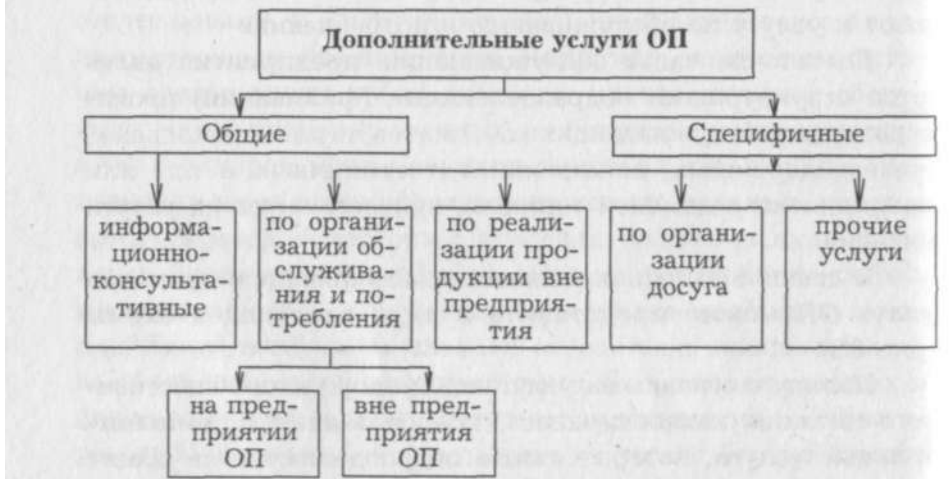 Дополнительные услуги ОП
Общие
Специфичные
информа-
ционно-
консульта-
тивные
по органи-
зации об-
служива-
ния и по-
требления
по реали-
зации про-
дукции вне
предприя-
тия
по органи-
зации
досуга
прочие
услуги
на пред-
приятии
ОП
вне пред-
приятия
ОП